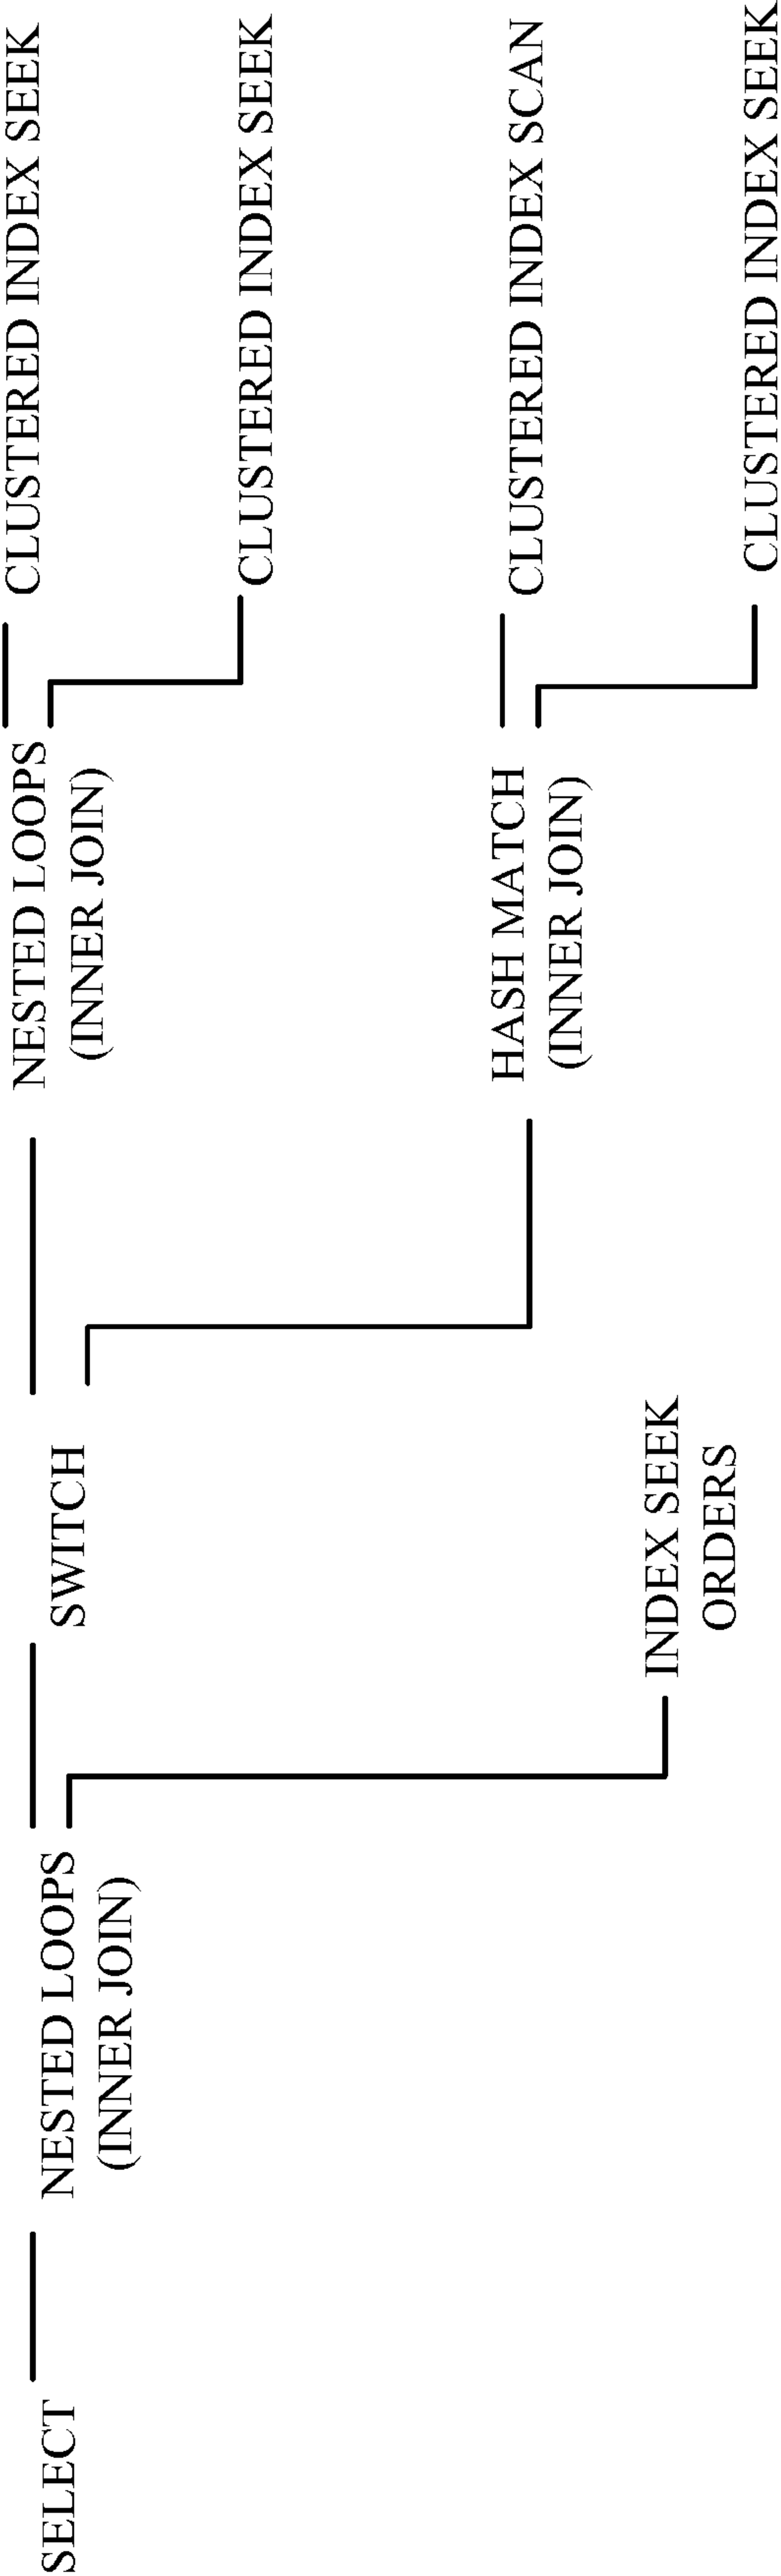 SELECT
NESTED LOOPS
(INNER JOIN)
SWITCH
NESTED LOOPS
(INNER JOIN)
CLUSTERED INDEX SEEK
CLUSTERED INDEX SEEK
HASH MATCH
(INNER JOIN)
CLUSTERED INDEX SCAN
CLUSTERED INDEX SEEK
INDEX SEEK
ORDERS